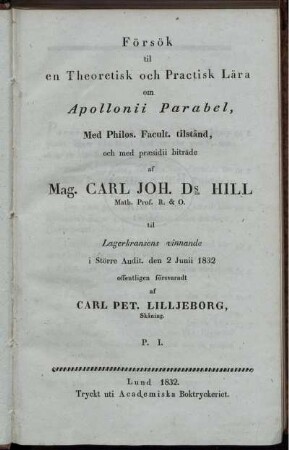 Försök
til
en Theoretisk och Practisk Lära
om
Apollonii Parabel,
Med Philos. Facult. tilstånd,
och med præsidii biträde
af
Mag. CARL JOH. Ds HILL
Math. Prof. R. & O.
til
Lagerkransens vinnande
i Större Audit. den 2 Junii 1832
offentligen försvaradt
af
CARL PET. LILLJEBORG,
Skåning.
P. I.
Lund 1832.
Tryckt uti Academiska Boktryckeriet.